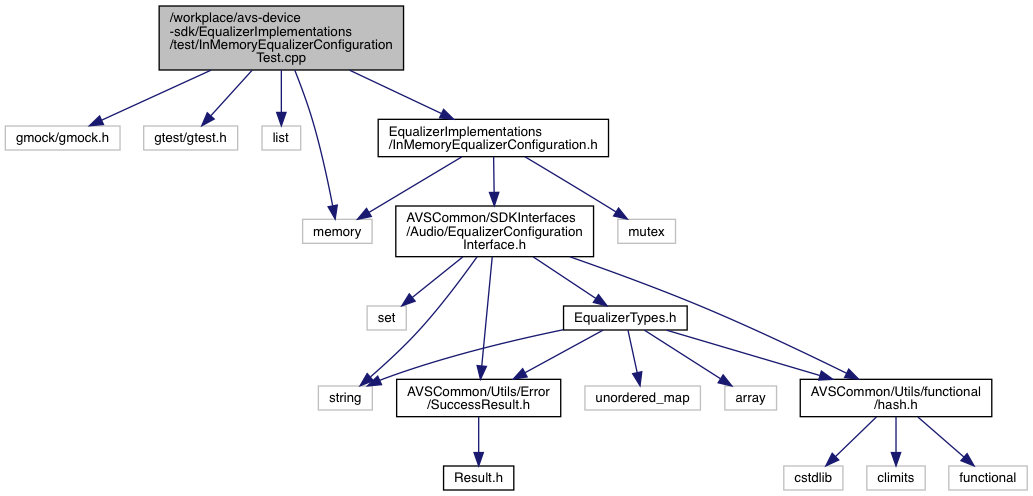 /workplace/avs-device
-sdk/EqualizerImplementations
/test/InMemoryEqualizerConfiguration
Test.cpp
gmock/gmock.h
gtest/gtest.h
list
EqualizerImplementations
/InMemoryEqualizerConfiguration.h
memory
AVSCommon/SDKInterfaces
/Audio/EqualizerConfiguration
Interface.h
mutex
set
EqualizerTypes.h
string
AVSCommon/Utils/Error
/SuccessResult.h
unordered_map
array
AVSCommon/Utils/functional
/hash.h
Result.h
cstdlib
climits
functional